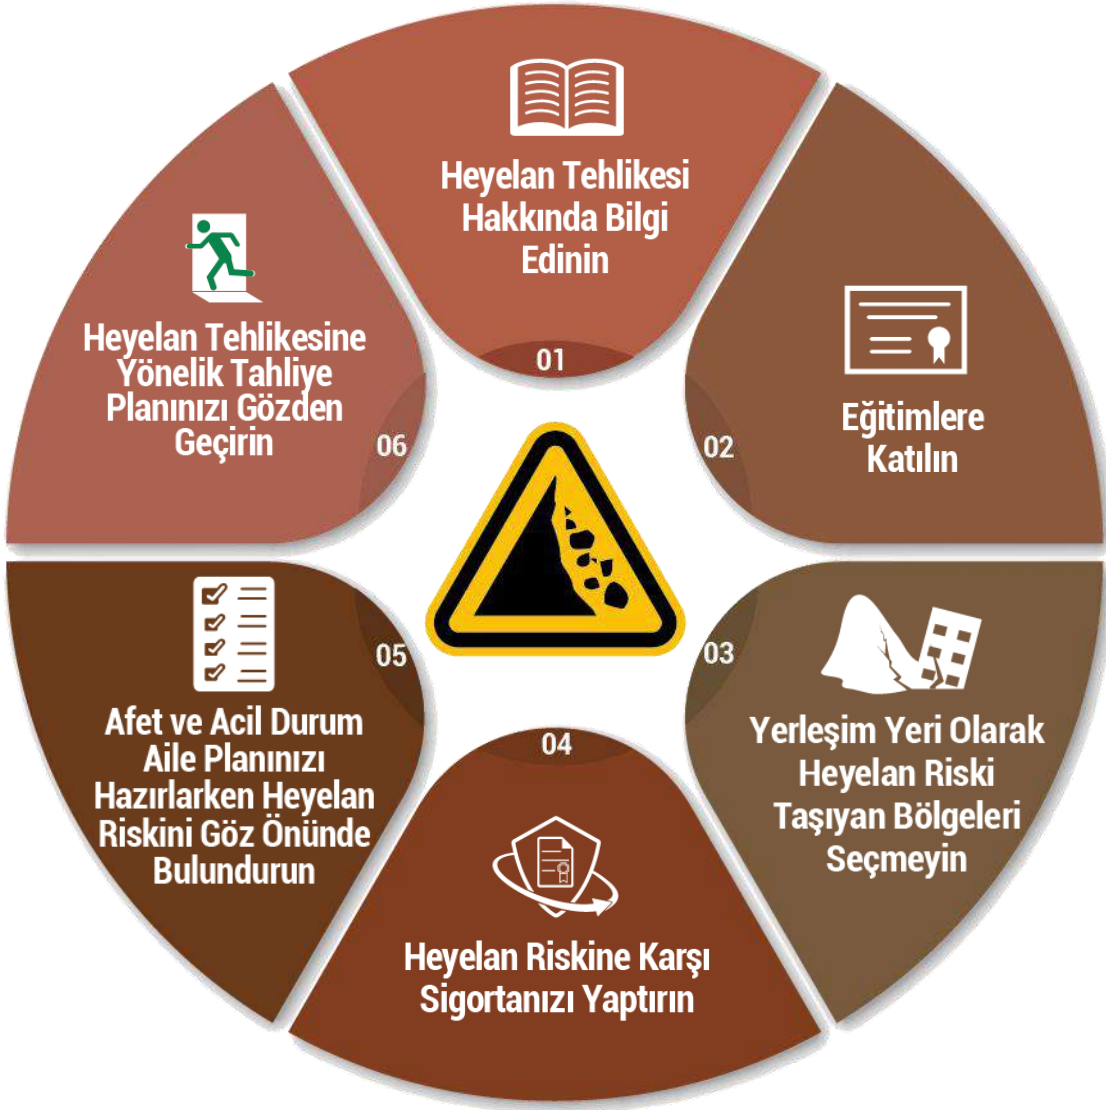 Heyelan Tehlikesi
Hakkında Bilgi
Edinin
01
Eğitimlere
Katılın
02
Yerleşim Yeri Olarak
Heyelan Riski
Taşıyan Bölgeleri
Seçmeyin
03
04
Heyelan Riskine Karşı
Sigortanızı Yaptırın
05
Afet ve Acil Durum
Aile Planınızı
Hazırlarken Heyelan
Riskini Göz Önünde
Bulundurun
Heyelan Tehlikesine
Yönelik Tahliye
Planınızı Gözden
Geçirin
06